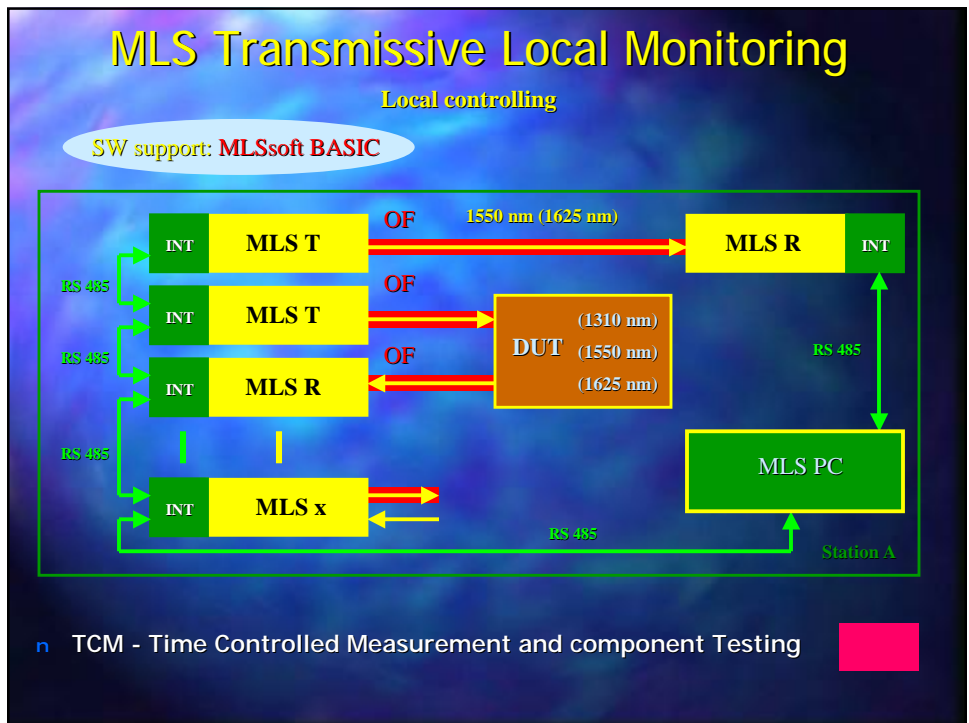 MLS Transmissive Local Monitoring
Local controlling
SW support: MLSsoft BASIC
INT MLS T OF 1550 nm (1625 nm) MLS R INT
RS 485
OF
INT MLS T
DUT
(1310 nm)
(1550 nm)
(1625 nm)
RS 485
OF
INT MLS R
RS 485
RS 485
MLS PC
INT MLS x
RS 485
Station A
n TCM - Time Controlled Measurement and component Testing